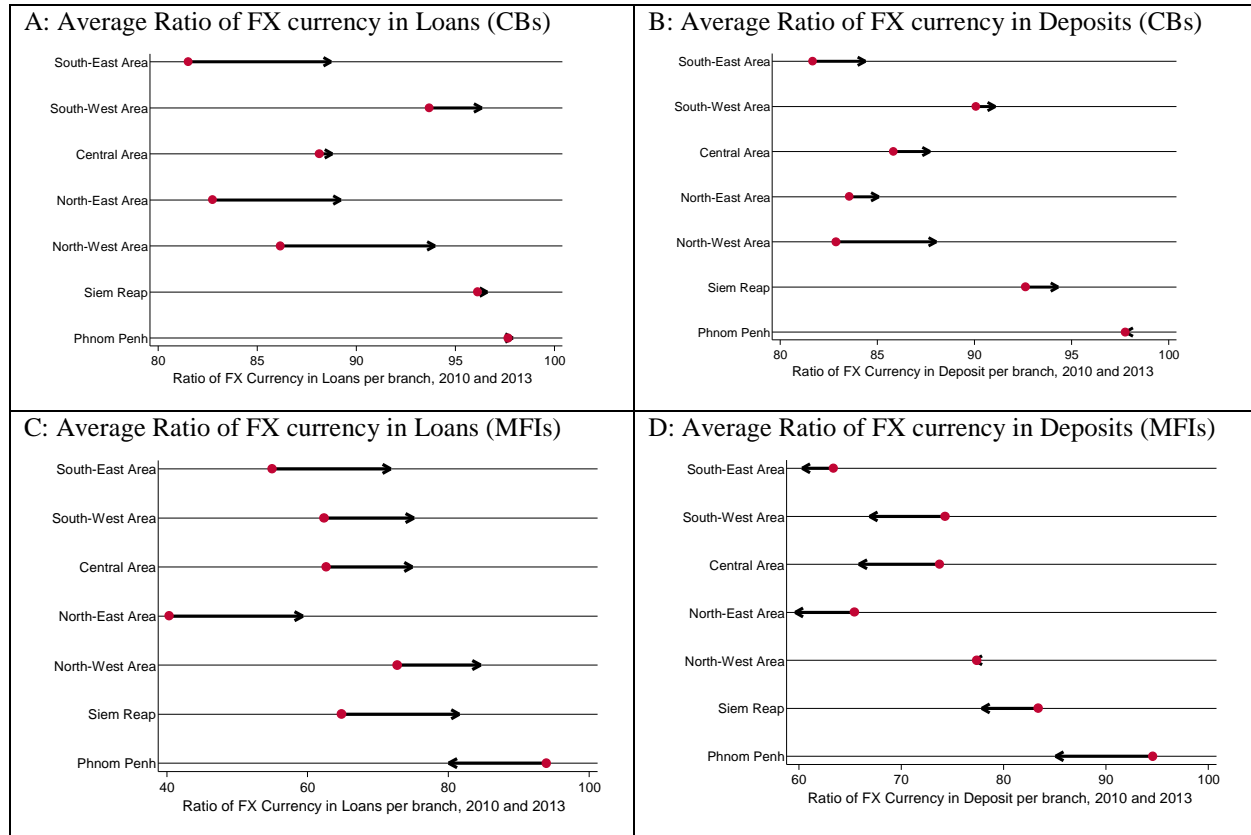 A: Average Ratio of FX currency in Loans (CBs)
South-East Area
South-West Area
Central Area
North-East Area
North-West Area
Siem Reap
Phnom Penh
80 85 90 95 100
Ratio of FX Currency in Loans per branch, 2010 and 2013
B: Average Ratio of FX currency in Deposits (CBs)
South-East Area
South-West Area
Central Area
North-East Area
North-West Area
Siem Reap
Phnom Penh
80 85 90 95 100
Ratio of FX Currency in Deposit per branch, 2010 and 2013
C: Average Ratio of FX currency in Loans (MFIs)
South-East Area
South-West Area
Central Area
North-East Area
North-West Area
Siem Reap
Phnom Penh
40 60 80 100
Ratio of FX Currency in Loans per branch, 2010 and 2013
D: Average Ratio of FX currency in Deposits (MFIs)
South-East Area
South-West Area
Central Area
North-East Area
North-West Area
Siem Reap
Phnom Penh
60 70 80 90 100
Ratio of FX Currency in Deposit per branch, 2010 and 2013